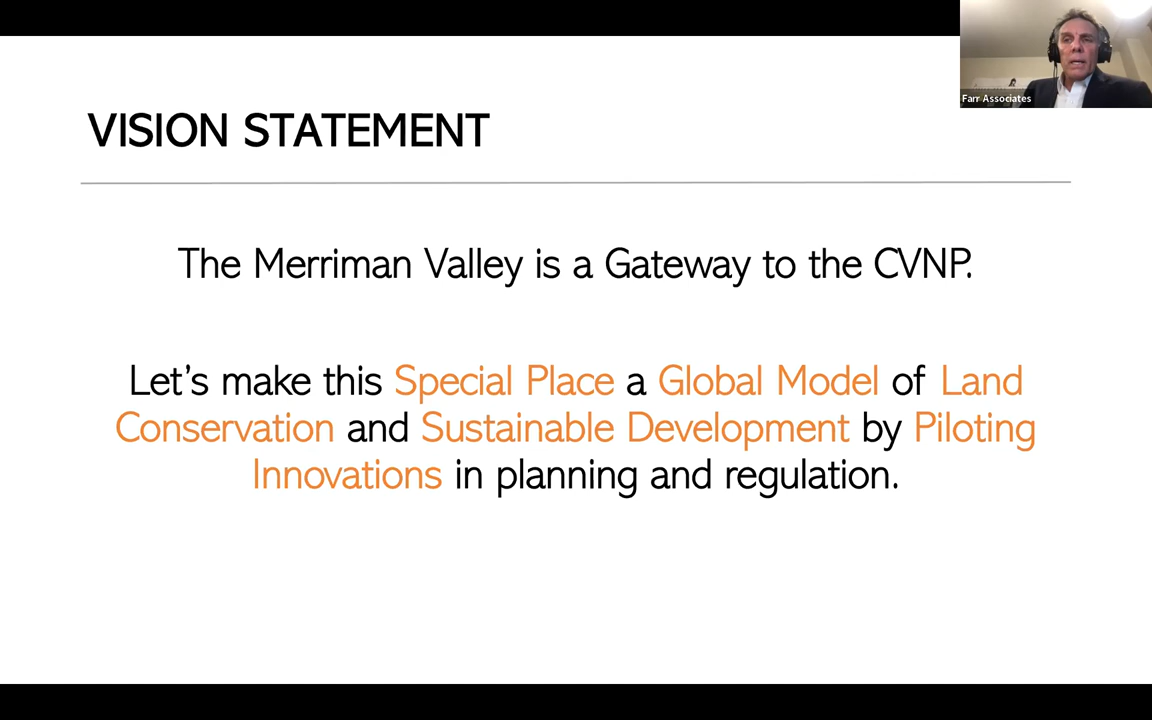 Farr Associates
VISION STATEMENT
The Merriman Valley is a Gateway to the CVNP.
Let’s make this Special Place a Global Model of Land
Conservation and Sustainable Development by Piloting
Innovations in planning and regulation.